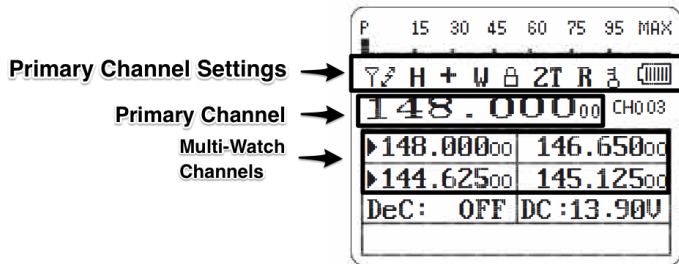 P 15 30 45 60 75 95 MAX
Primary Channel Settings
H + W 2T R
Primary Channel
148.00000 CH003
Multi-Watch
Channels
148.00000 146.65000
144.62500 145.12500
DeC: OFF DC:13.90V